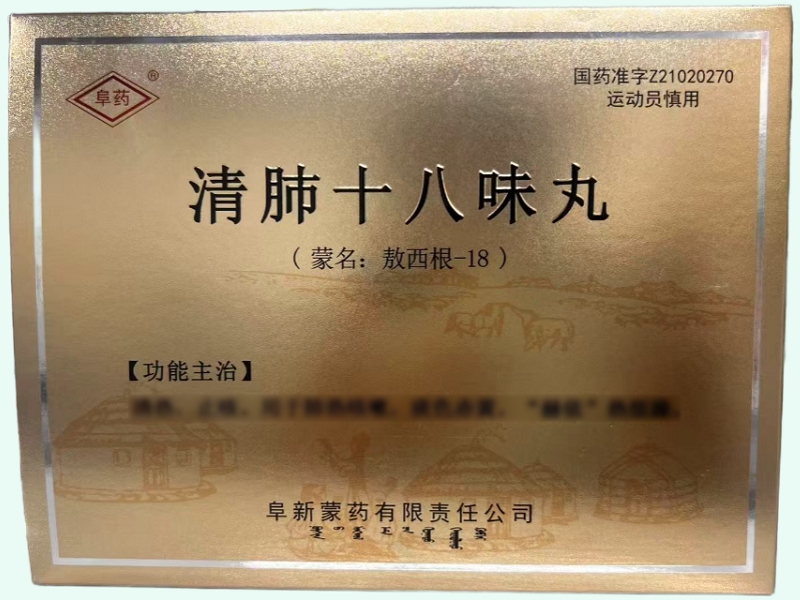 阜药®
国药准字Z21020270
运动员慎用
清肺十八味丸
（蒙名：敖西根-18）
【功能主治】
阜新蒙药有限责任公司